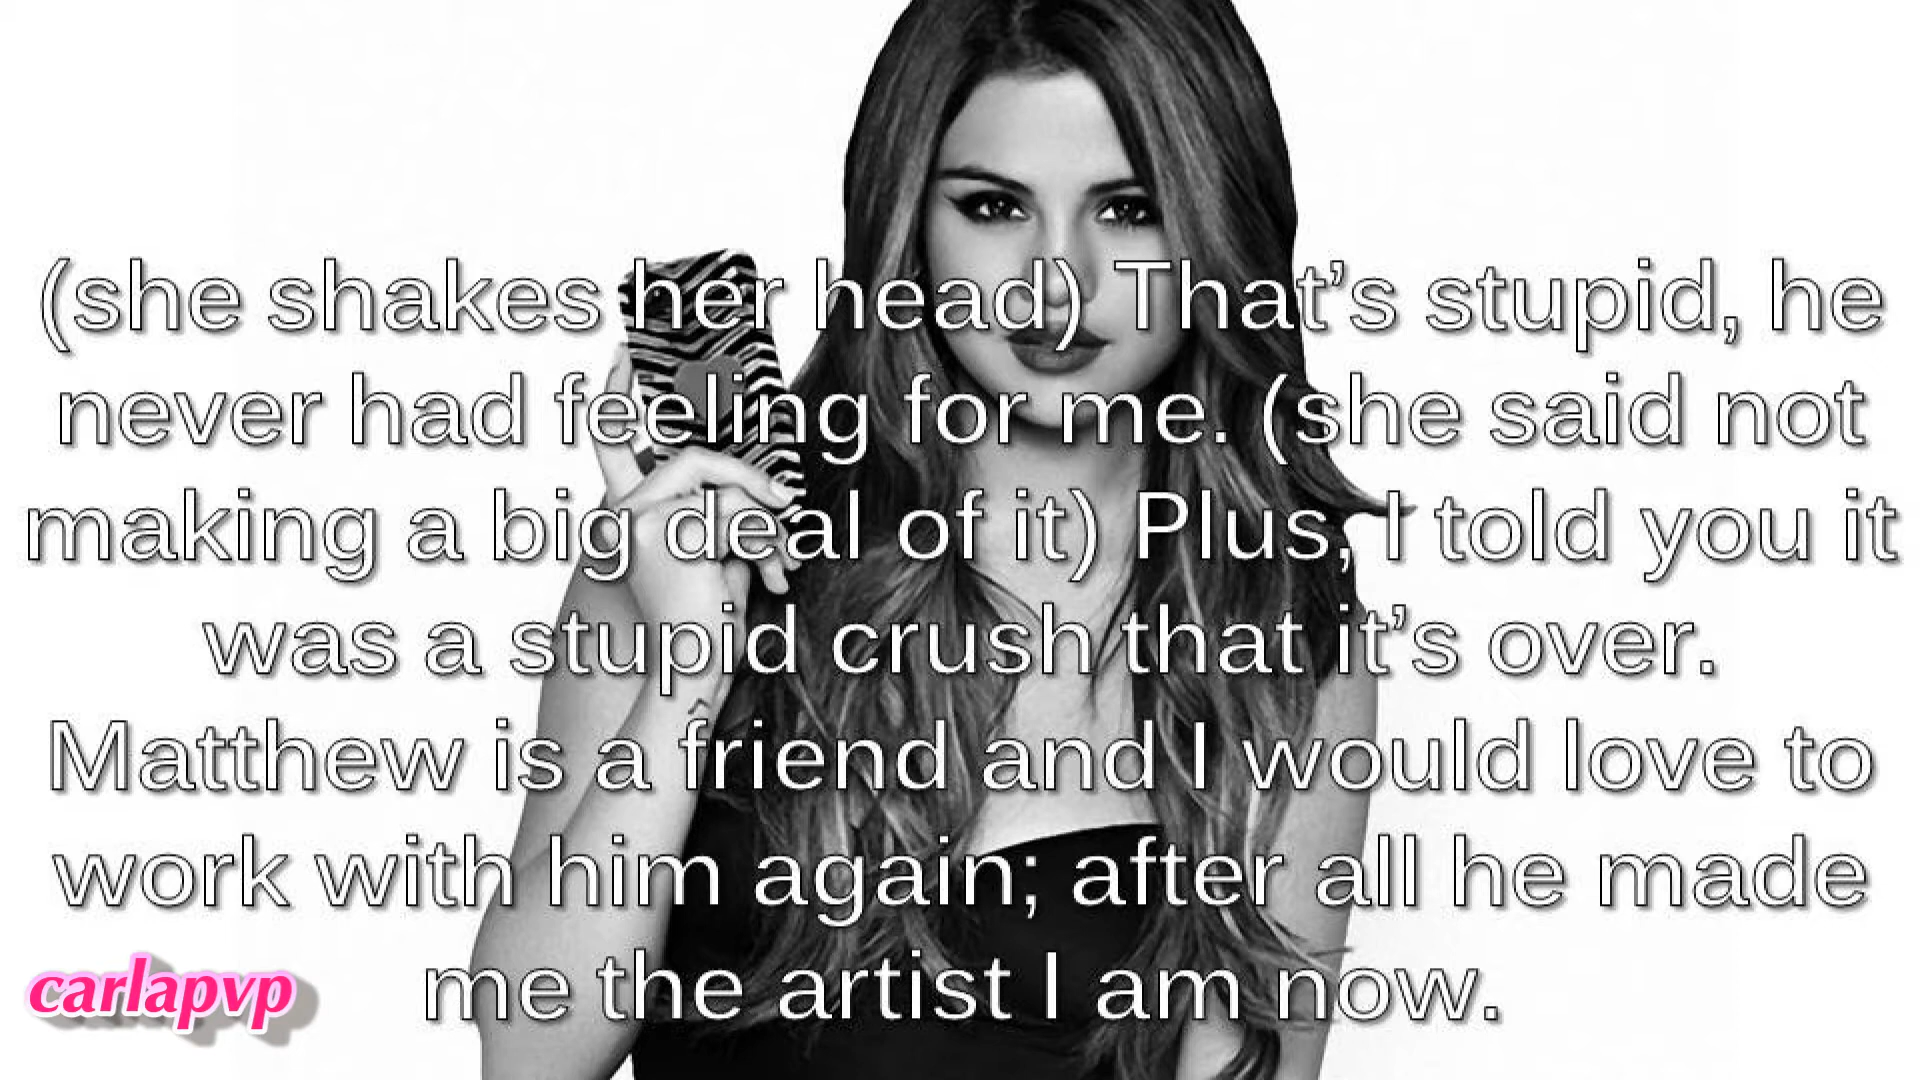 (she shakes her head) That’s stupid, he
never had feeling for me. (she said not
making a big deal of it) Plus, I told you it
was a stupid crush that it’s over.
Matthew is a friend and I would love to
work with him again; after all he made
me the artist I am now.
carlapvp